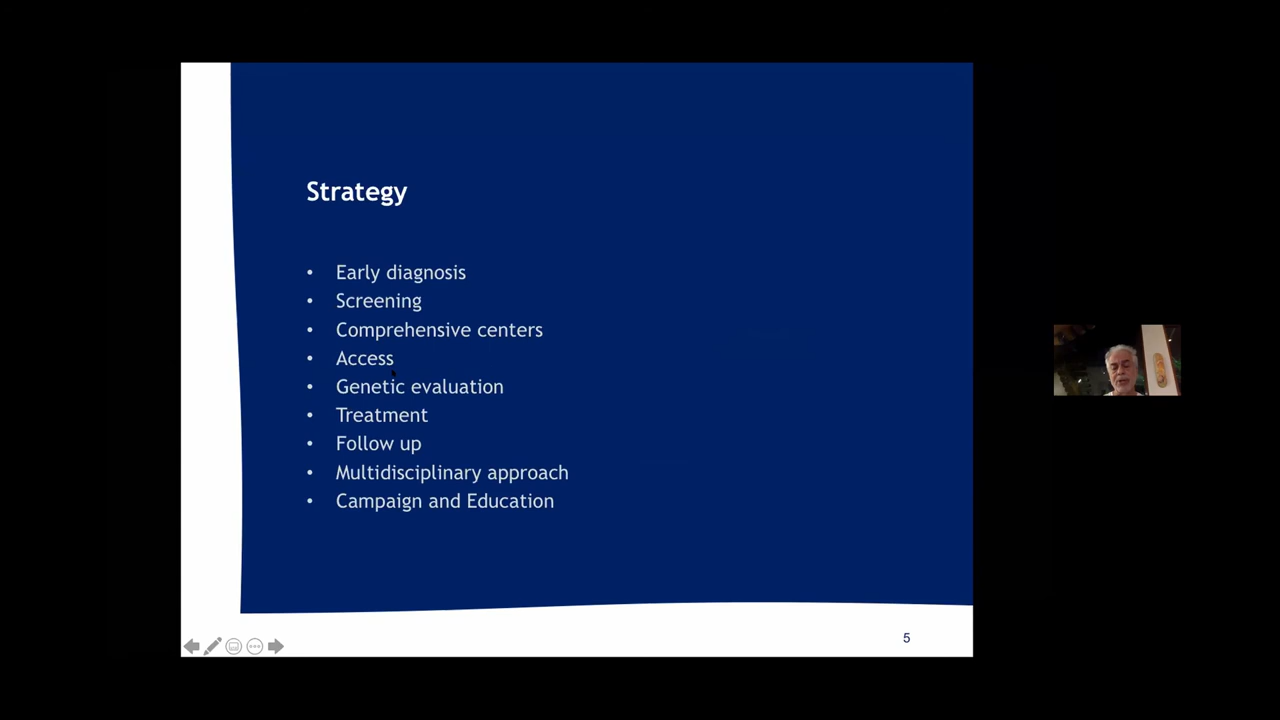 Strategy
• Early diagnosis
• Screening
• Comprehensive centers
• Access
• Genetic evaluation
• Treatment
• Follow up
• Multidisciplinary approach
• Campaign and Education
5